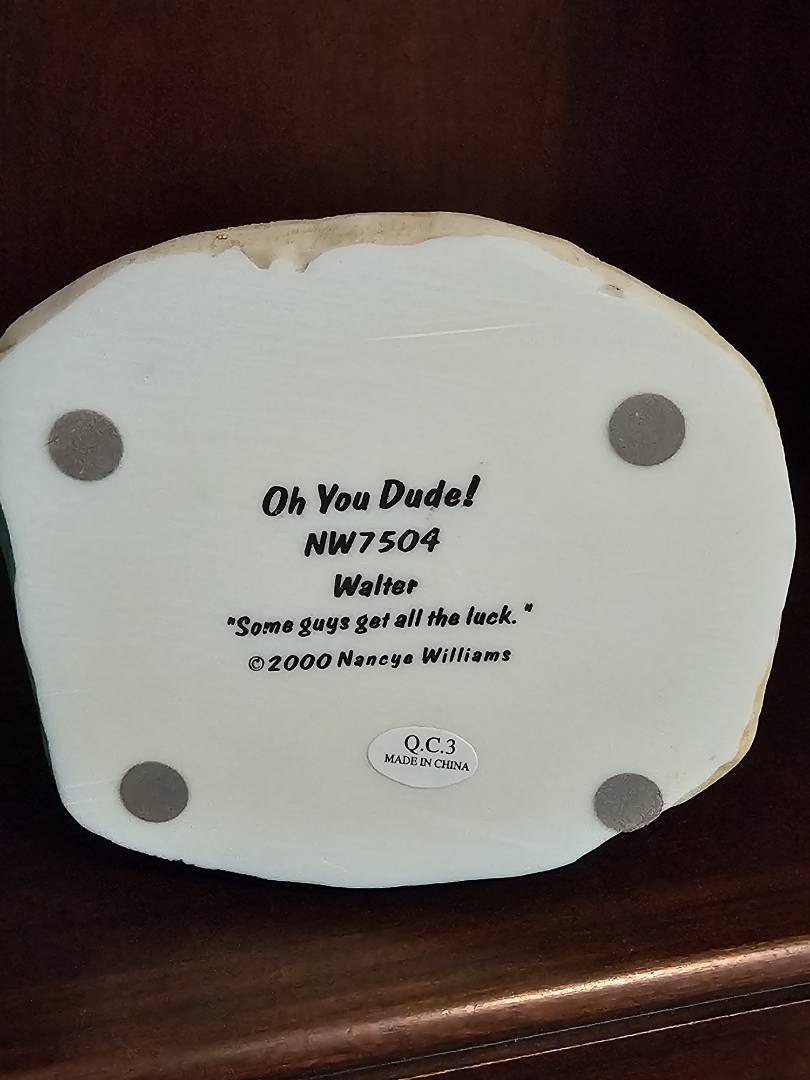 Oh You Dude!
NW7504
Walter
"Some guys get all the luck."
©2000 Nancye Williams
Q.C.3
MADE IN CHINA